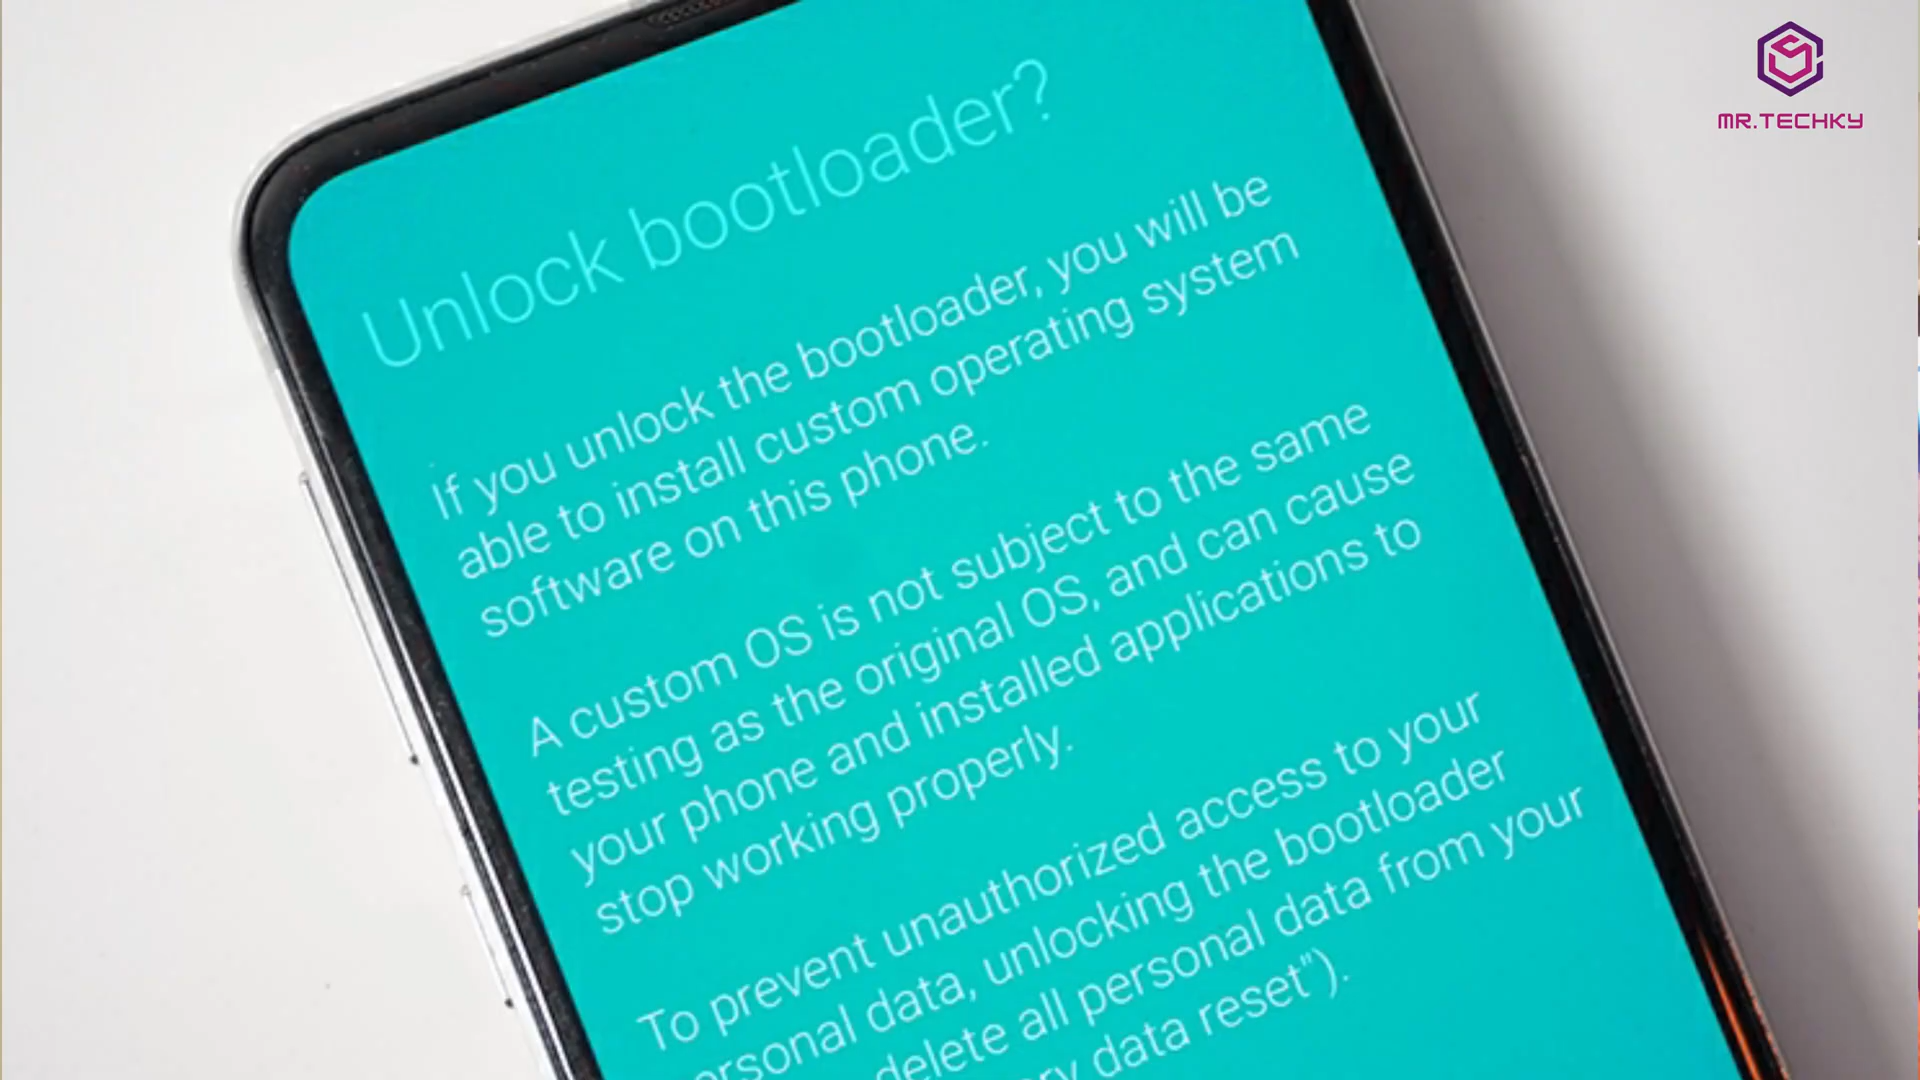 Unlock bootloader?
If you unlock the bootloader, you will be
able to install custom operating system
software on this phone.
A custom OS is not subject to the same
testing as the original OS, and can cause
your phone and installed applications to
stop working properly.
To prevent unauthorized access to your
ersonal data, unlocking the bootloader
delete all personal data from your
ry data reset").
MR.TECHKY